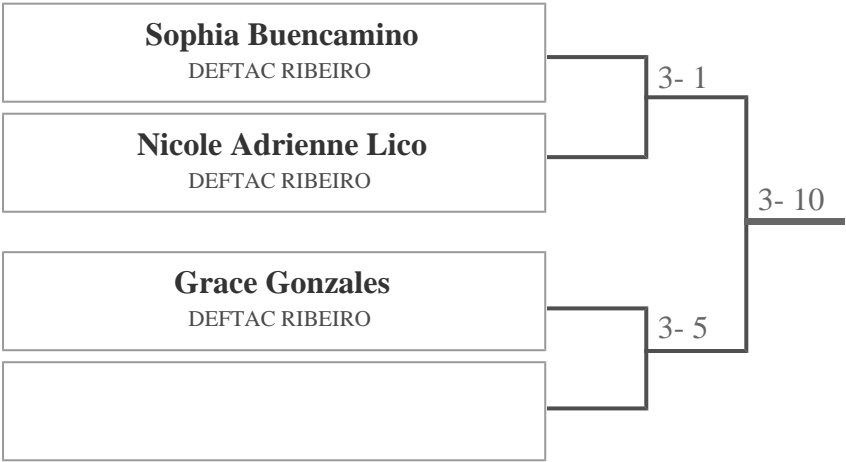 Sophia Buencamino
DEFTAC RIBEIRO
3- 1
Nicole Adrienne Lico
DEFTAC RIBEIRO
3- 10
Grace Gonzales
DEFTAC RIBEIRO
3- 5